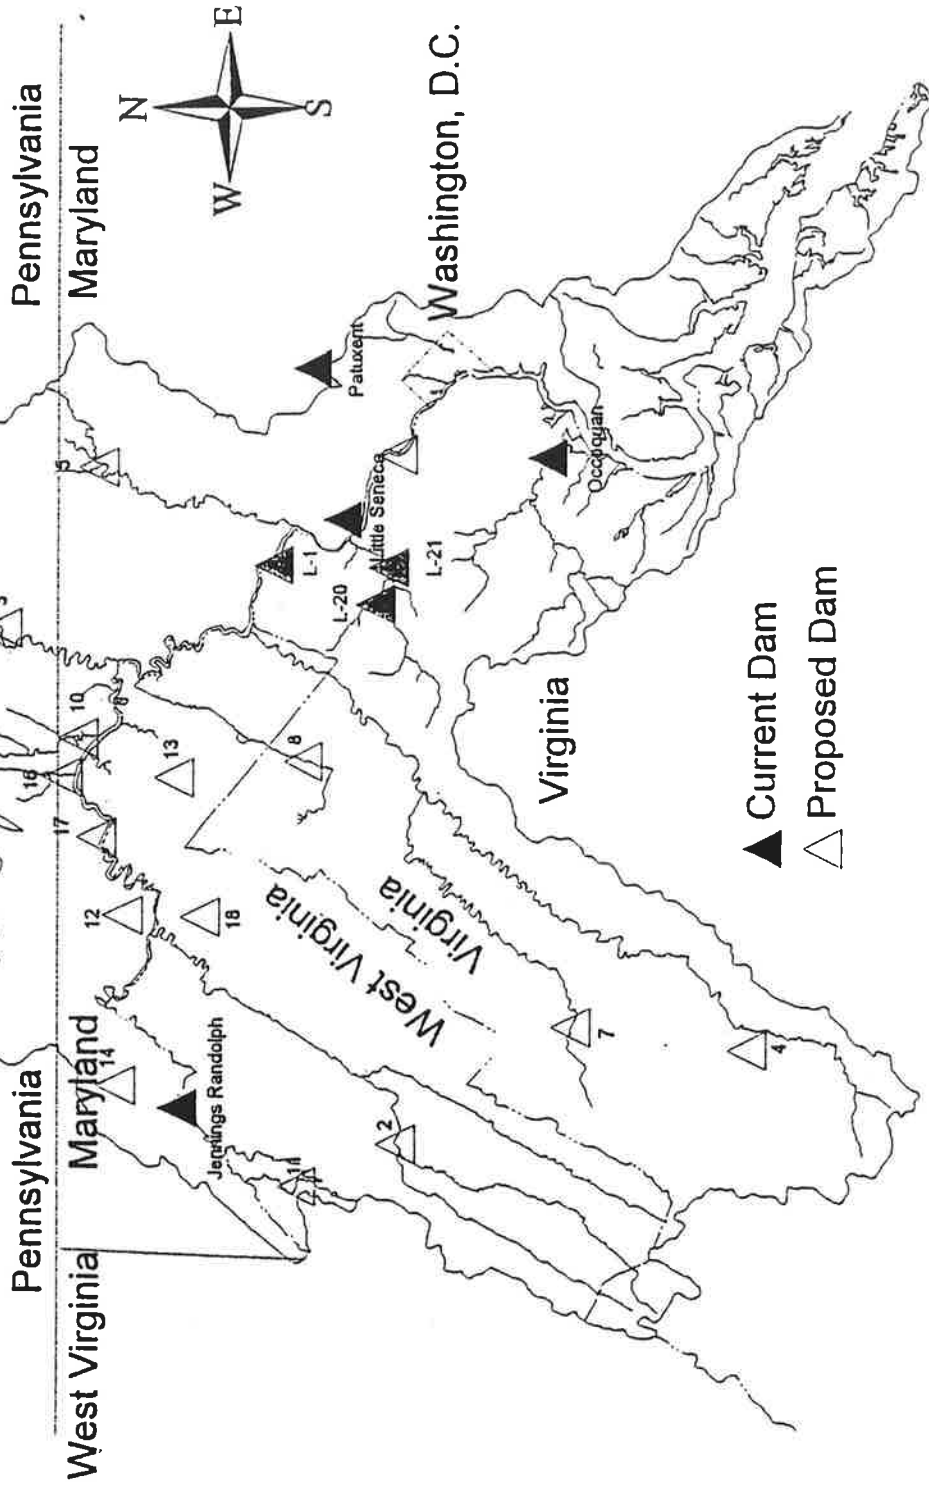 Pennsylvania
Pennsylvania
West Virginia
Maryland
Maryland
N
W
E
S
14
12
17
16
10
5
18
13
Jennings Randolph
8
L-1
Patuxent
2
L-20
Little Seneca
L-21
Washington, D.C.
West Virginia
Virginia
7
4
Virginia
Occoquan
Current Dam
Proposed Dam